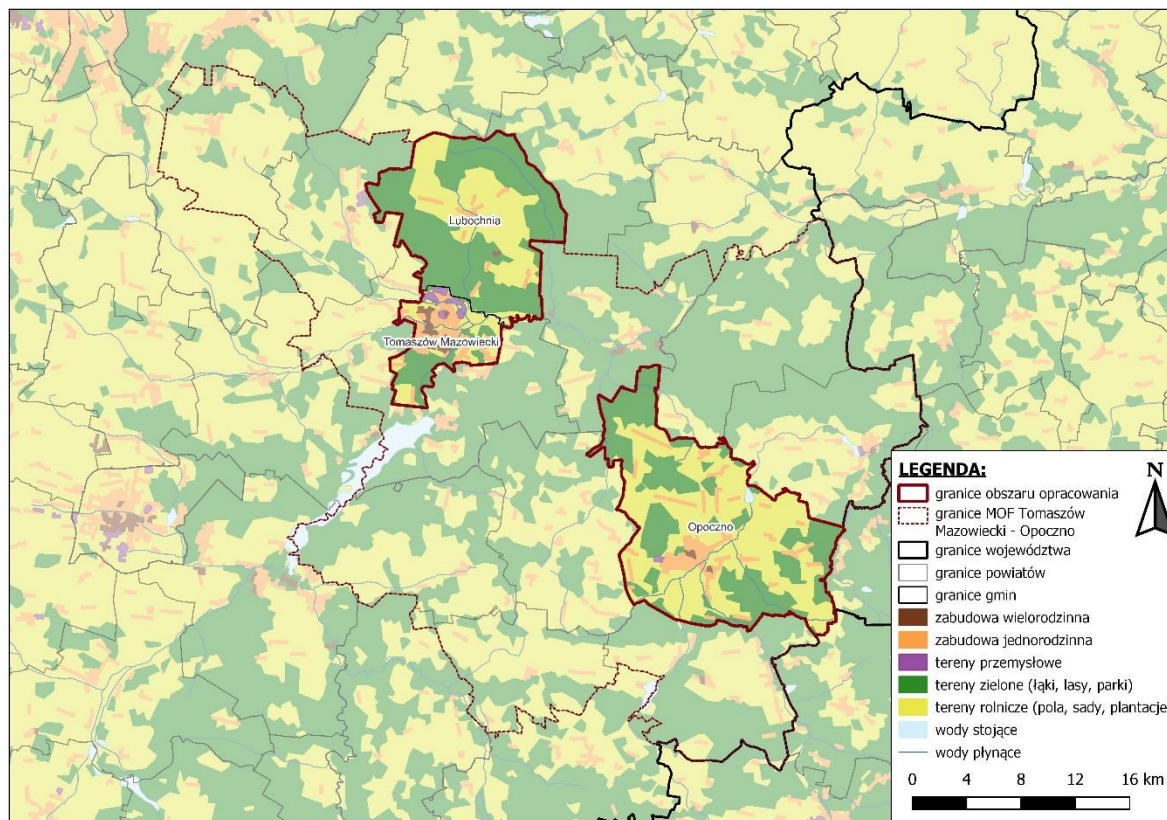 Lubochnia
Tomaszów Mazowiecki
Opoczno
LEGENDA:
granice obszaru opracowania
granice MOF Tomaszów
Mazowiecki - Opoczno
granice województwa
granice powiatów
granice gmin
zabudowa wielorodzinna
zabudowa jednorodzinna
tereny przemysłowe
tereny zielone (łąki, lasy, parki)
tereny rolnicze (pola, sady, plantacje
wody stojące
wody płynące
N
0 4 8 12 16 km